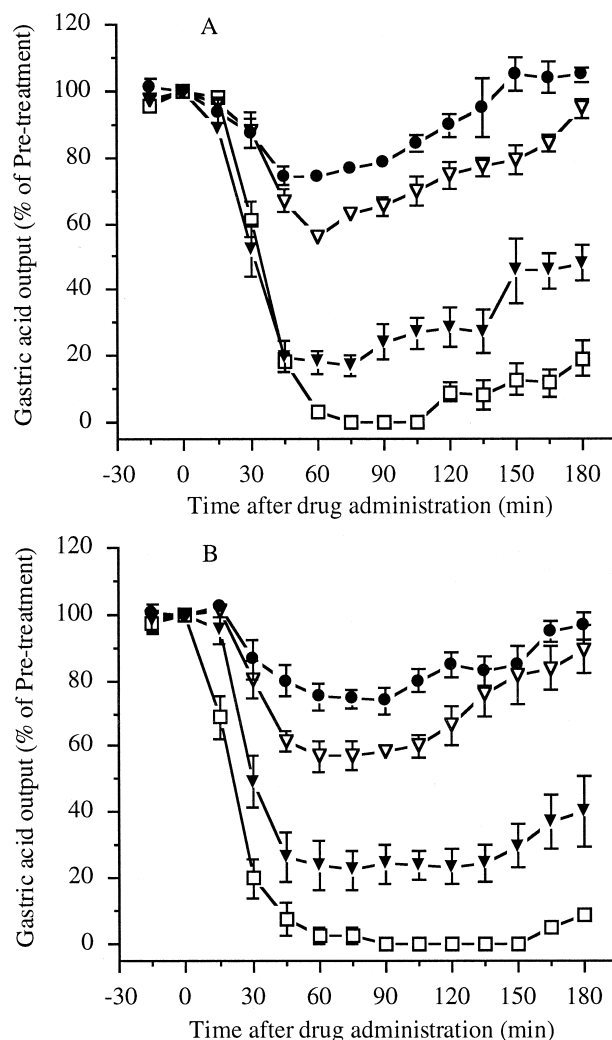 A
Gastric acid output (% of Pre-treatment)
120
100
80
60
40
20
0
-30 0 30 60 90 120 150 180
Time after drug administration (min)
B
Gastric acid output (% of Pre-treatment)
120
100
80
60
40
20
0
-30 0 30 60 90 120 150 180
Time after drug administration (min)